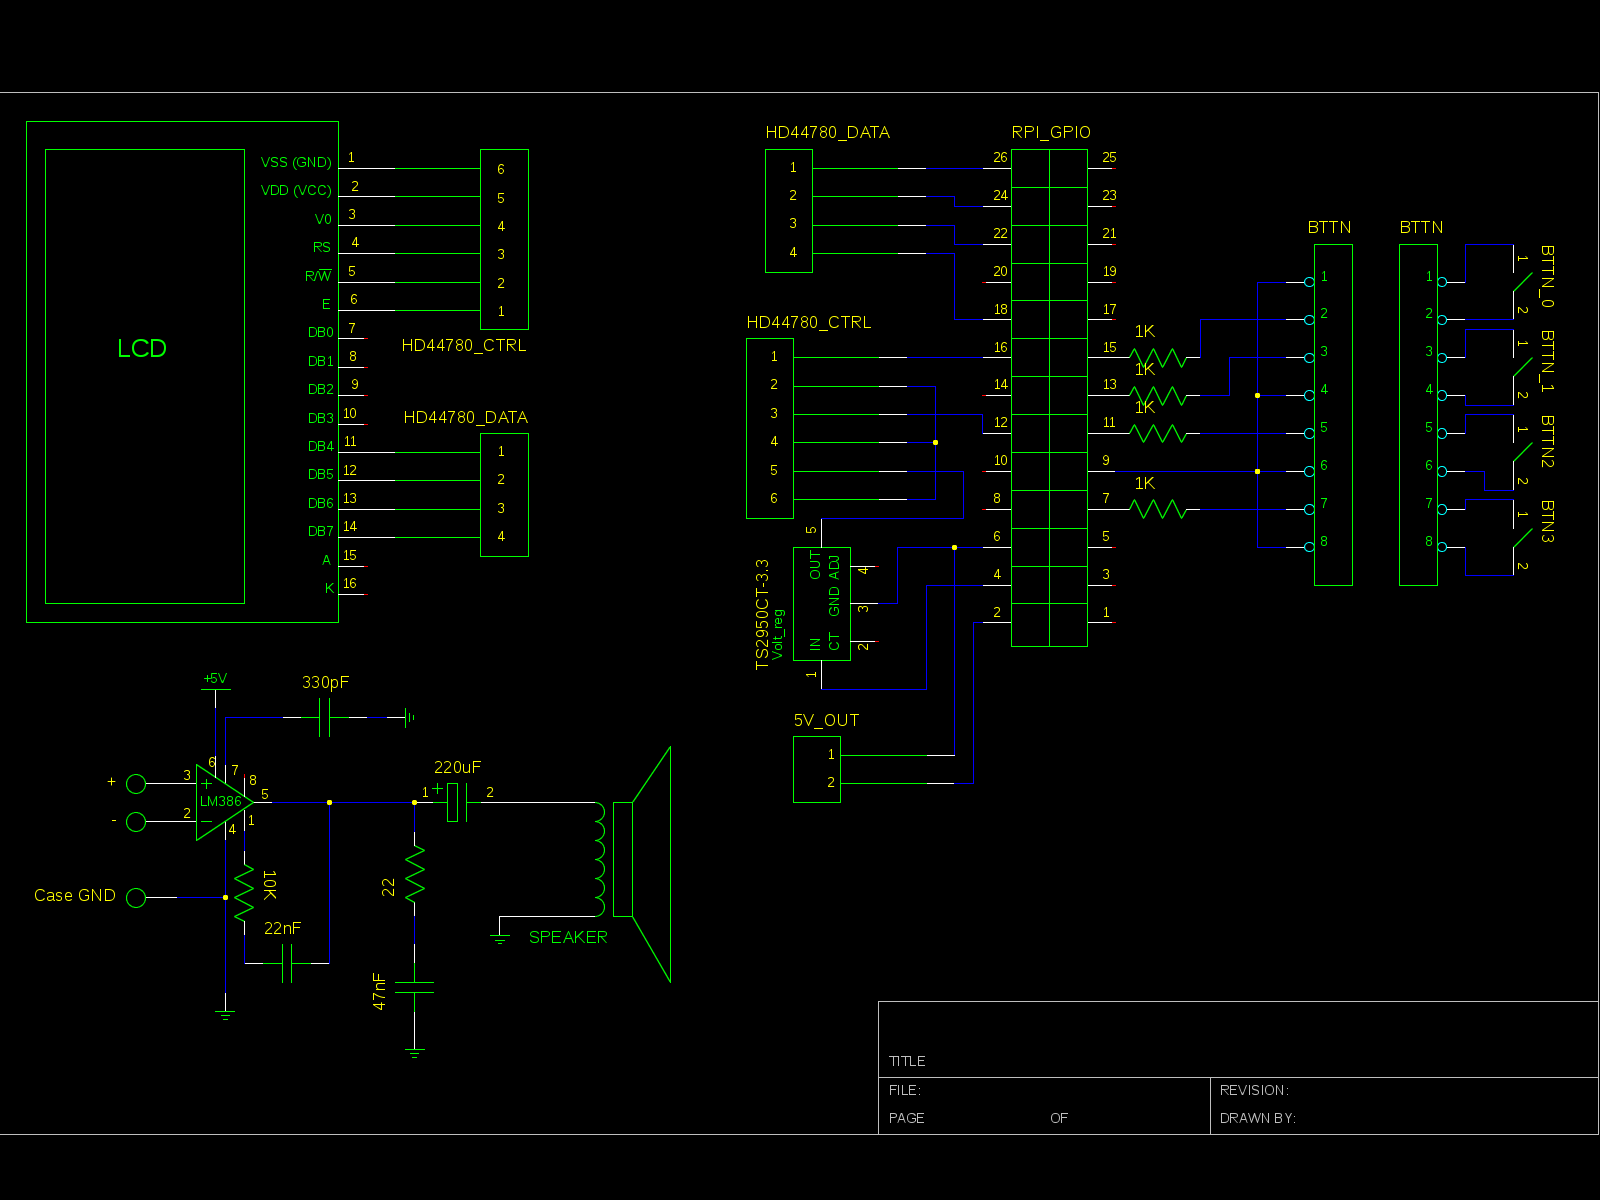 LCD
VSS (GND) 1
VDD (VCC) 2
V0 3
RS 4
R/W 5
E 6
DB0 7
DB1 8
DB2 9
DB3 10
DB4 11
DB5 12
DB6 13
DB7 14
A 15
K 16
6
5
4
3
2
1
HD44780_CTRL
HD44780_DATA
1
2
3
4
HD44780_DATA
1
2
3
4
HD44780_CTRL
1
2
3
4
5
6
RPI_GPIO
26 25
24 23
22 21
20 19
18 17
16 15
14 13
12 11
10 9
8 7
6 5
4 3
2 1
1K
1K
1K
1K
BTTN
1
2
3
4
5
6
7
8
BTTN
1
2
3
4
5
6
7
8
BTTN_0
1
2
BTTN_1
1
2
BTTN2
1
2
BTN3
1
2
TS2950CT-3.3
Volt_reg
5
OUT
ADJ
4
GND
3
IN
CT
2
1
5V_OUT
1
2
+5V
330pF
+
-
3
2
6
7
8
5
1
4
+
-
LM386
Case GND
10K
22nF
220uF
1 + 2
22
47nF
SPEAKER
TITLE
FILE:
REVISION:
PAGE OF
DRAWN BY: